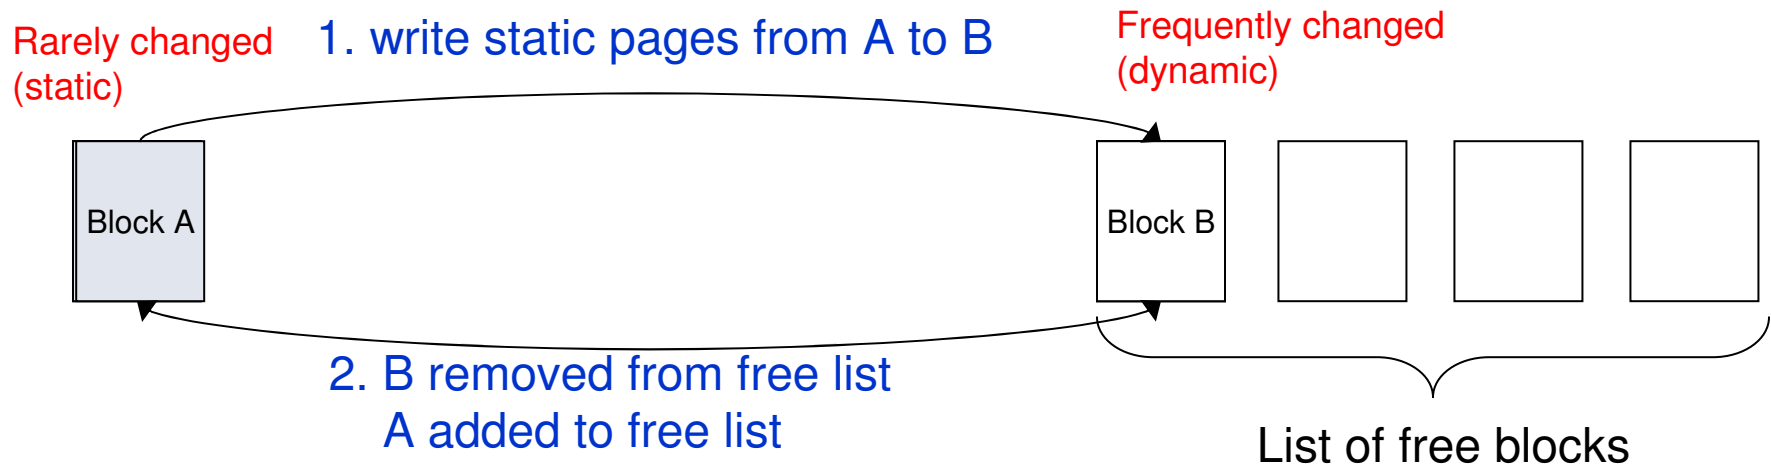 Rarely changed
(static)
1. write static pages from A to B
Frequently changed
(dynamic)
Block A
Block B
2. B removed from free list
A added to free list
List of free blocks